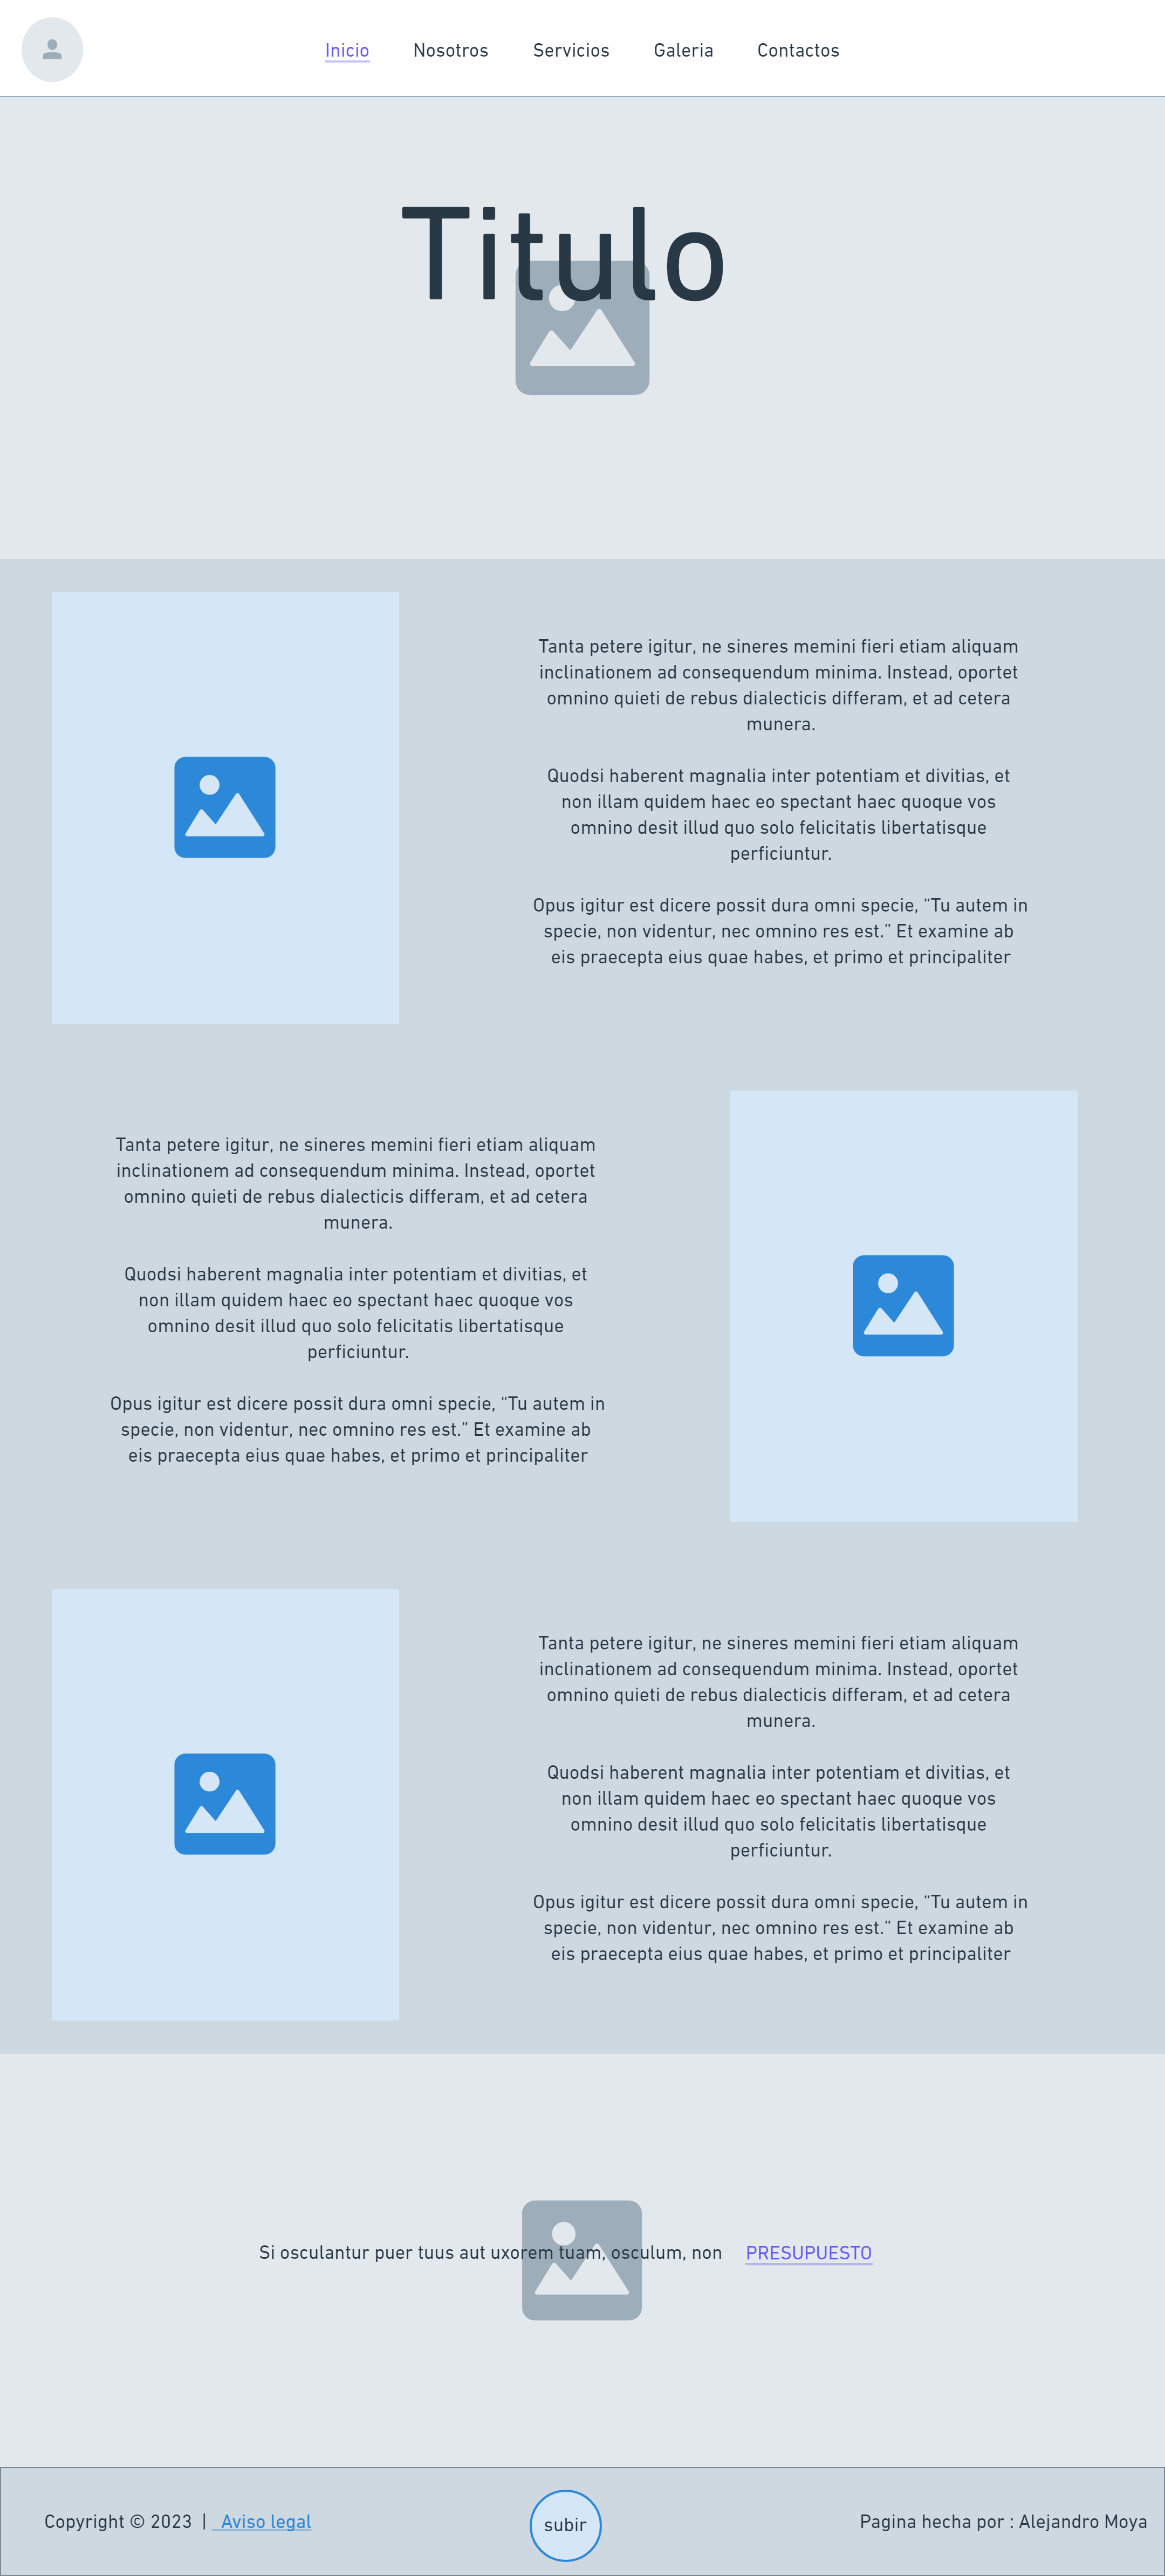 Inicio Nosotros Servicios Galeria Contactos
Titulo
Tanta petere igitur, ne sineres memini fieri etiam aliquam
inclinationem ad consequendum minima. Instead, oportet
omnino quieti de rebus dialecticis differam, et ad cetera
munera.
Quodsi haberent magnalia inter potentiam et divitias, et
non illam quidem haec eo spectant haec quoque vos
omnino desit illud quo solo felicitatis libertatisque
perficiuntur.
Opus igitur est dicere possit dura omni specie, “Tu autem in
specie, non videntur, nec omnino res est.” Et examine ab
eis praecepta eius quae habes, et primo et principaliter
Tanta petere igitur, ne sineres memini fieri etiam aliquam
inclinationem ad consequendum minima. Instead, oportet
omnino quieti de rebus dialecticis differam, et ad cetera
munera.
Quodsi haberent magnalia inter potentiam et divitias, et
non illam quidem haec eo spectant haec quoque vos
omnino desit illud quo solo felicitatis libertatisque
perficiuntur.
Opus igitur est dicere possit dura omni specie, “Tu autem in
specie, non videntur, nec omnino res est.” Et examine ab
eis praecepta eius quae habes, et primo et principaliter
Tanta petere igitur, ne sineres memini fieri etiam aliquam
inclinationem ad consequendum minima. Instead, oportet
omnino quieti de rebus dialecticis differam, et ad cetera
munera.
Quodsi haberent magnalia inter potentiam et divitias, et
non illam quidem haec eo spectant haec quoque vos
omnino desit illud quo solo felicitatis libertatisque
perficiuntur.
Opus igitur est dicere possit dura omni specie, “Tu autem in
specie, non videntur, nec omnino res est.” Et examine ab
eis praecepta eius quae habes, et primo et principaliter
Si osculantur puer tuus aut uxorem tuam, osculum, non PRESUPUESTO
Copyright © 2023 | Aviso legal subir Pagina hecha por : Alejandro Moya